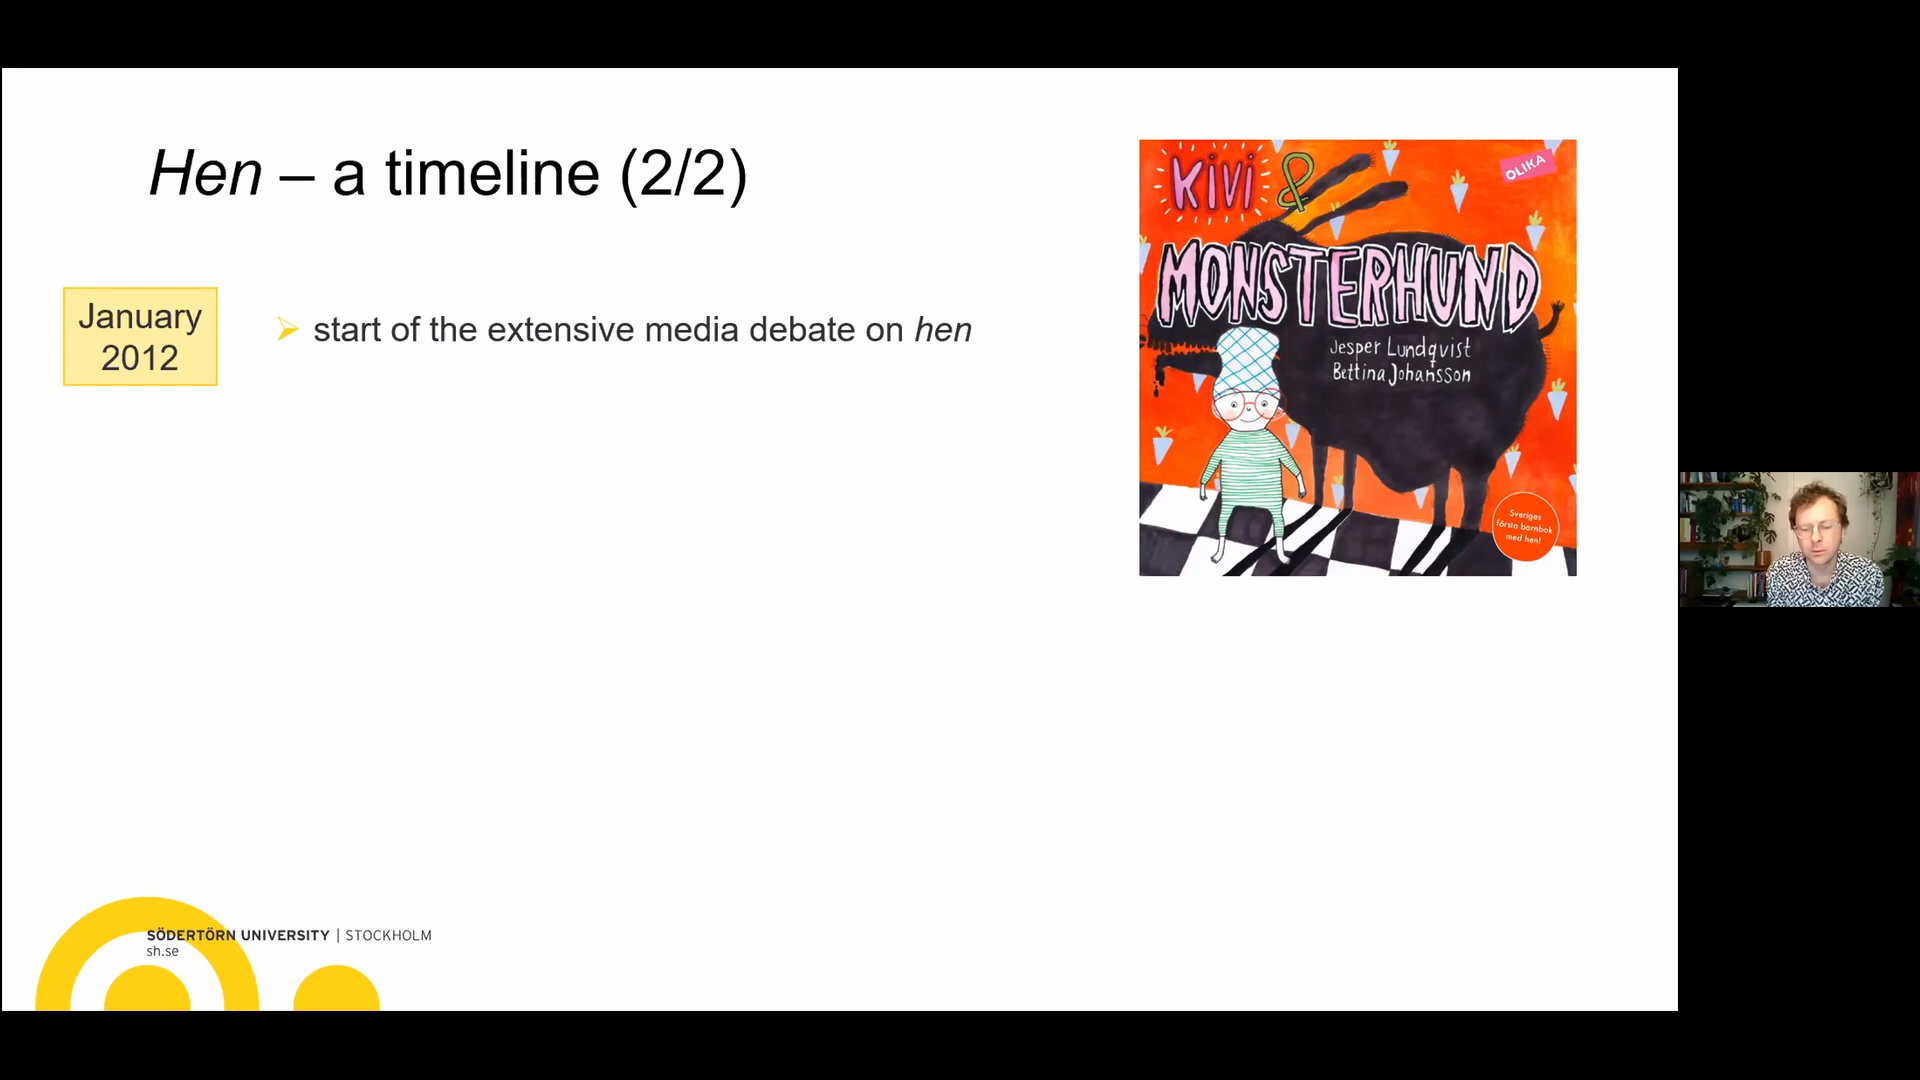 Hen – a timeline (2/2)
January
2012
start of the extensive media debate on hen
Kivi &
MONSTERHUND
Jesper Lundqvist
Bettina Johansson
OLIKA
Sveriges
första barnbok
med hen!
SÖDERTÖRN UNIVERSITY | STOCKHOLM
sh.se